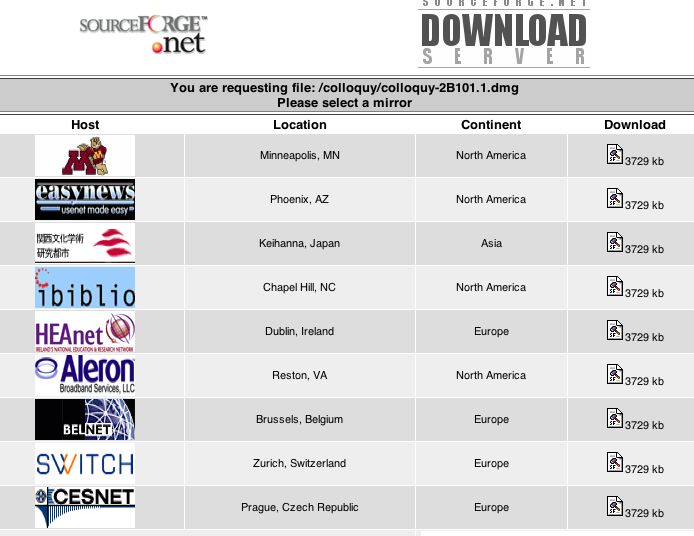 SOURCEFORGE™
.net
SOURCEFORGE.NET
DOWNLOAD
SERVER
You are requesting file: /colloquy/colloquy-2B101.1.dmg
Please select a mirror
Host Location Continent Download
M Minneapolis, MN North America 3729 kb
easynews
usenet made easy
Phoenix, AZ North America 3729 kb
関西文化学術
研究都市
Keihanna, Japan Asia 3729 kb
ibiblio Chapel Hill, NC North America 3729 kb
HEAnet
IRELAND'S NATIONAL EDUCATION & RESEARCH NETWORK
Dublin, Ireland Europe 3729 kb
Aleron
Broadband Services, LLC
Reston, VA North America 3729 kb
BELNET Brussels, Belgium Europe 3729 kb
SWITCH Zurich, Switzerland Europe 3729 kb
CESNET Prague, Czech Republic Europe 3729 kb